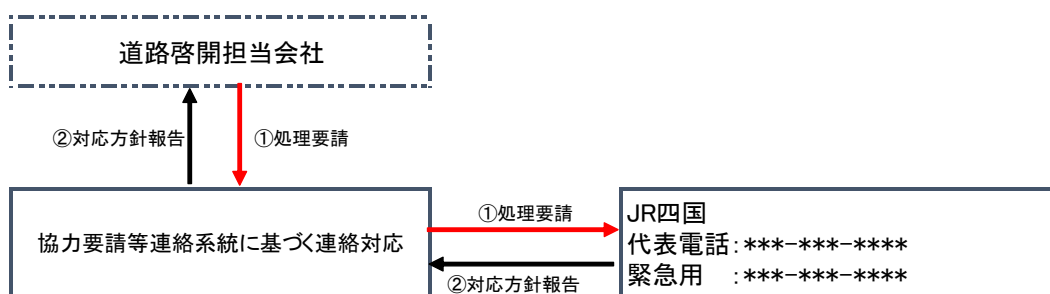 道路啓開担当会社
②対応方針報告
①処理要請
協力要請等連絡系統に基づく連絡対応
①処理要請
②対応方針報告
JR四国
代表電話:***-***-****
緊急用　:***-***-****